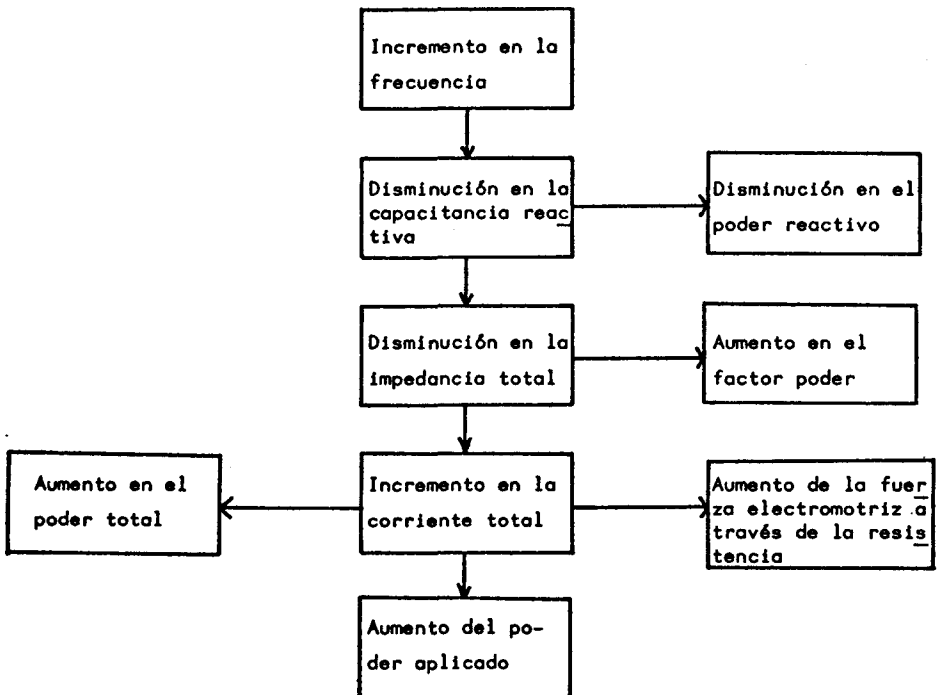 Incremento en la
frecuencia
Disminución en la
capacitancia reac
tiva
Disminución en el
poder reactivo
Disminución en la
impedancia total
Aumento en el
factor poder
Aumento en el
poder total
Incremento en la
corriente total
Aumento de la fuer
za electromotriz a
través de la resis
tencia
Aumento del po-
der aplicado